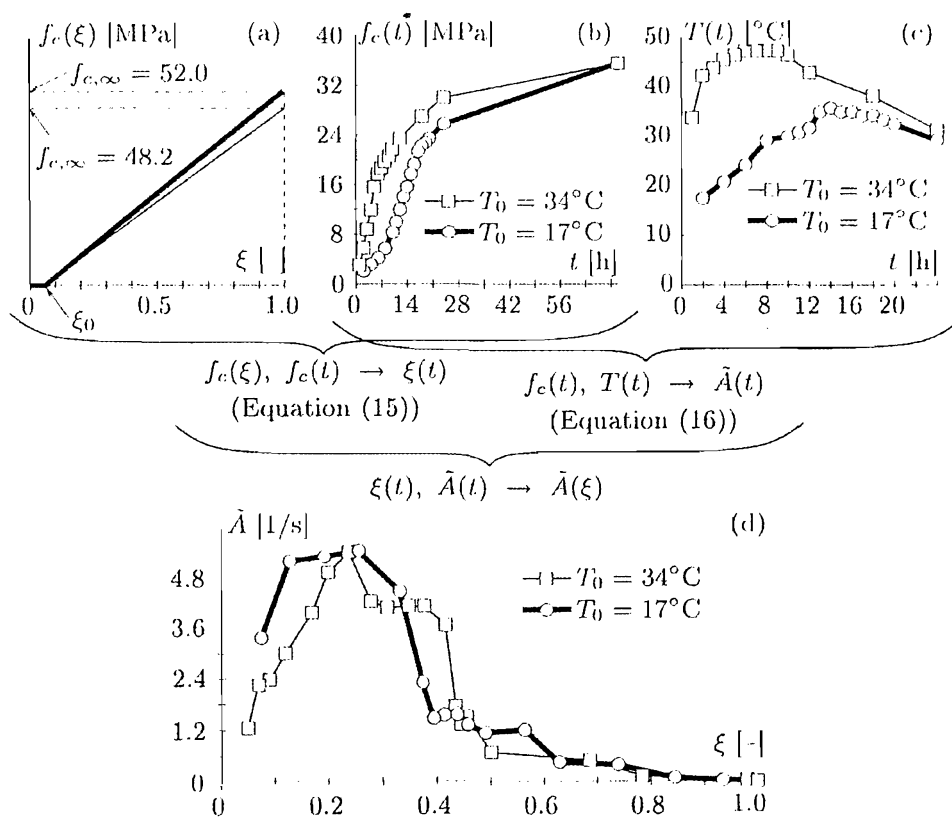 f_c(ξ) [MPa] (a)
f_{c,∞} = 52.0
f_{c,∞} = 48.2
ξ [ ]
0 0.5 1.0
ξ_0
f_c(t) [MPa] (b)
40
32
24
16
8
0
T_0 = 34°C
T_0 = 17°C
t [h]
0 14 28 42 56
T(t) [°C] (c)
50
40
30
20
10
0
T_0 = 34°C
T_0 = 17°C
t [h]
0 4 8 12 16 20
f_c(ξ), f_c(t) → ξ(t)
(Equation (15))
f_c(t), T(t) → Ã(t)
(Equation (16))
ξ(t), Ã(t) → Ã(ξ)
Ã [1/s] (d)
4.8
3.6
2.4
1.2
0
T_0 = 34°C
T_0 = 17°C
ξ [-]
0 0.2 0.4 0.6 0.8 1.0